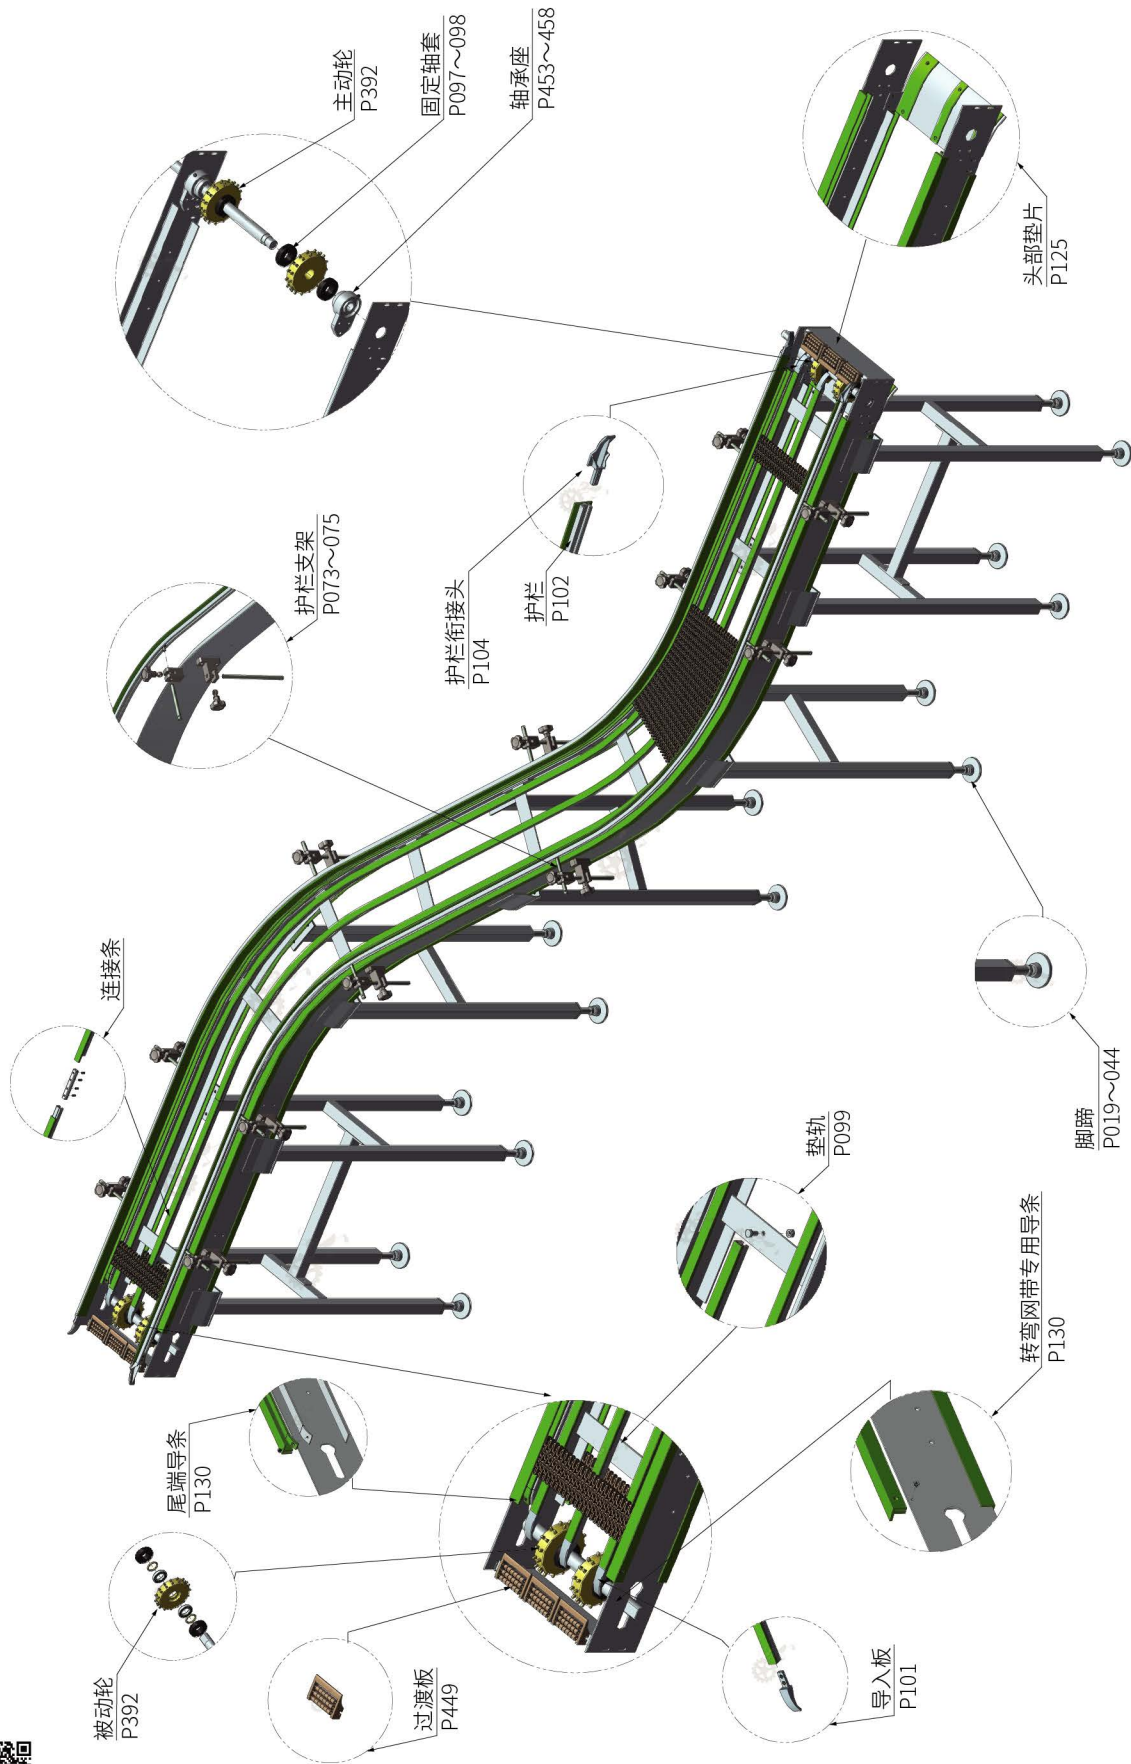 主动轮
P392
固定轴套
P097～098
轴承座
P453～458
头部垫片
P125
护栏支架
P073～075
护栏衔接头
P104
护栏
P102
连接条
脚蹄
P019～044
垫轨
P099
转弯网带专用导条
P130
尾端导条
P130
被动轮
P392
过渡板
P449
导入板
P101